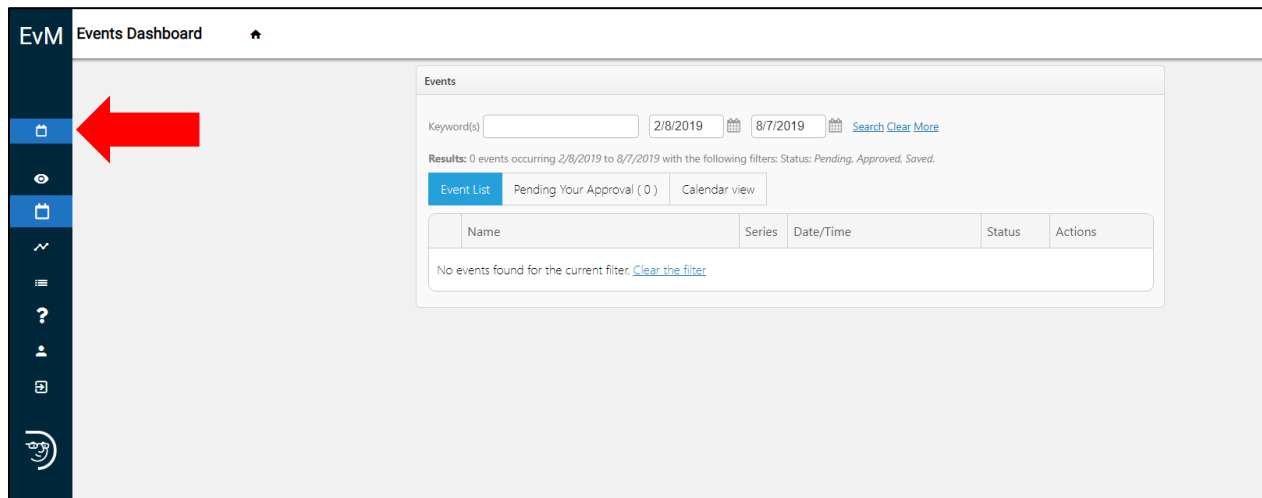 EvM Events Dashboard
Events
Keyword(s) 2/8/2019 8/7/2019 Search Clear More
Results: 0 events occurring 2/8/2019 to 8/7/2019 with the following filters: Status: Pending, Approved, Saved.
Event List Pending Your Approval ( 0 ) Calendar view
Name Series Date/Time Status Actions
No events found for the current filter. Clear the filter
?